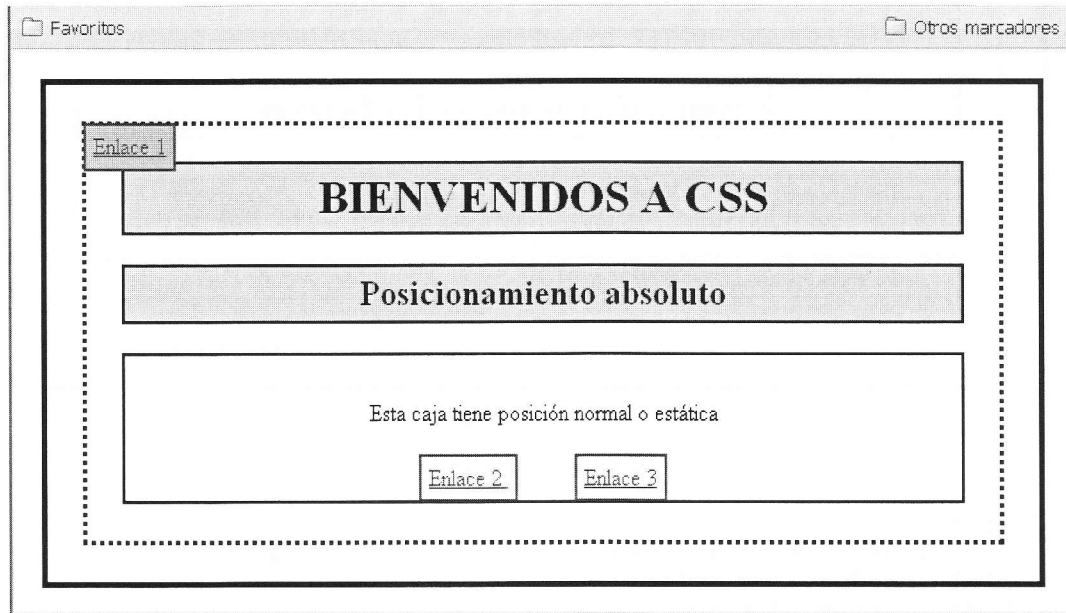 Favoritos Otros marcadores
Enlace 1
BIENVENIDOS A CSS
Posicionamiento absoluto
Esta caja tiene posición normal o estática
Enlace 2 Enlace 3